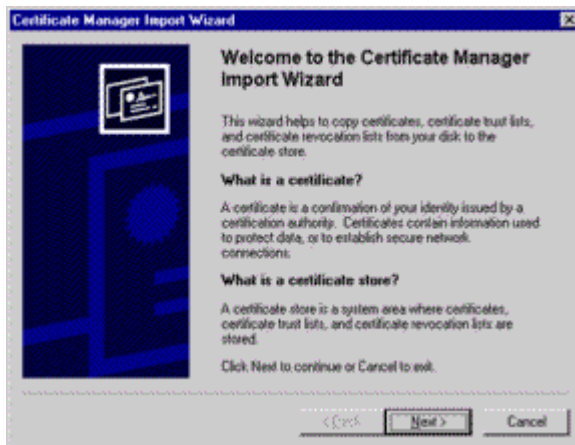 Certificate Manager Import Wizard
Welcome to the Certificate Manager
Import Wizard
This wizard helps to copy certificates, certificate trust lists,
and certificate revocation lists from your disk to the
certificate store.
What is a certificate?
A certificate is a confirmation of your identity issued by a
certification authority. Certificates contain information used
to protect data, or to establish secure network
connections.
What is a certificate store?
A certificate store is a system area where certificates,
certificate trust lists, and certificate revocation lists are
stored.
Click Next to continue or Cancel to exit.
< Back Next > Cancel